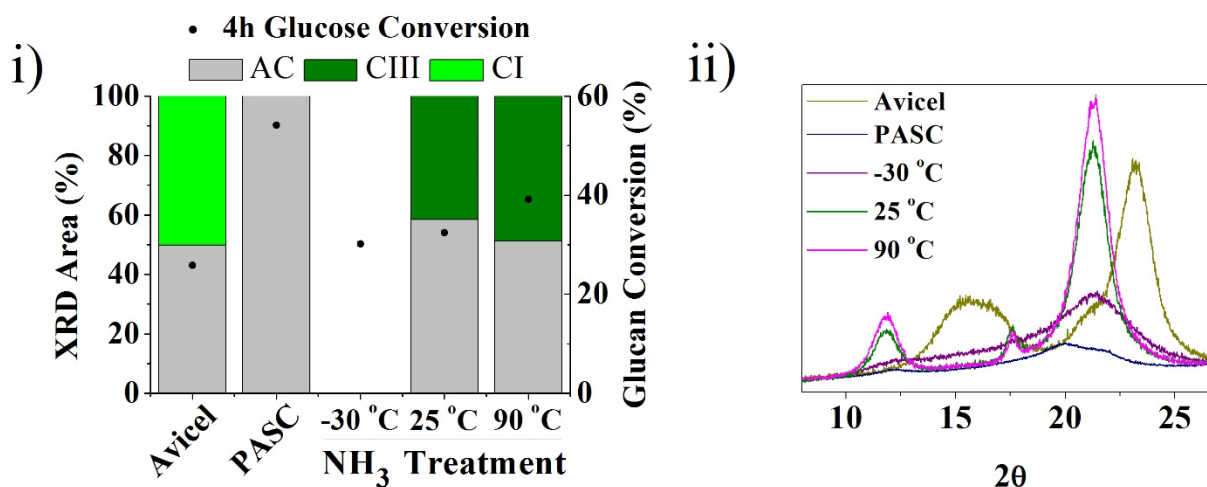 i)
• 4h Glucose Conversion
AC CIII CI
100
80
60
40
20
0
XRD Area (%)
60
40
20
0
Glucan Conversion (%)
Avicel
PASC
-30 °C 25 °C 90 °C
NH3 Treatment
ii)
Avicel
PASC
-30 °C
25 °C
90 °C
10 15 20 25
2θ